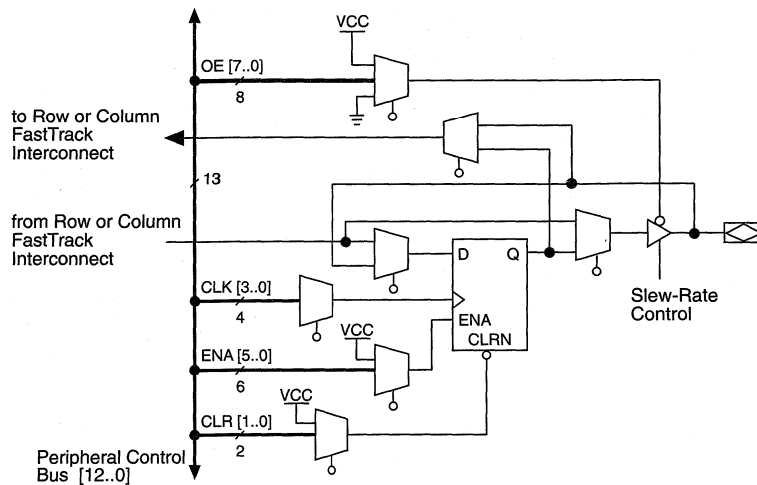 VCC
OE [7..0]
8
to Row or Column
FastTrack
Interconnect
13
from Row or Column
FastTrack
Interconnect
D
Q
CLK [3..0]
4
ENA
CLRN
Slew-Rate
Control
VCC
ENA [5..0]
6
VCC
CLR [1..0]
2
Peripheral Control
Bus [12..0]